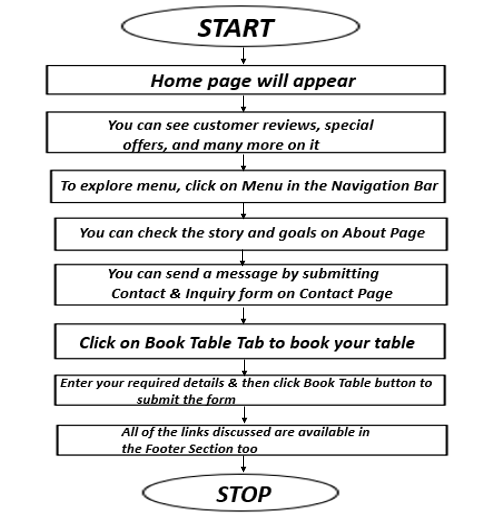 START
Home page will appear
You can see customer reviews, special
offers, and many more on it
To explore menu, click on Menu in the Navigation Bar
You can check the story and goals on About Page
You can send a message by submitting
Contact & Inquiry form on Contact Page
Click on Book Table Tab to book your table
Enter your required details & then click Book Table button to
submit the form
All of the links discussed are available in
the Footer Section too
STOP